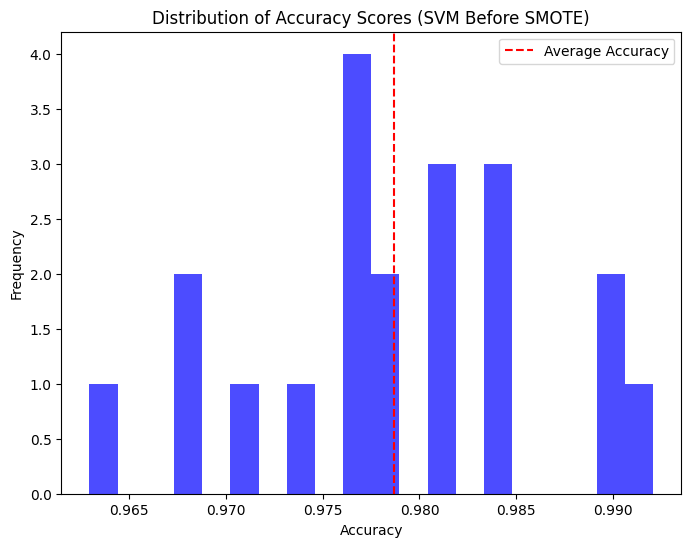 Distribution of Accuracy Scores (SVM Before SMOTE)
Average Accuracy
4.0
3.5
3.0
2.5
2.0
1.5
1.0
0.5
0.0
Frequency
0.965 0.970 0.975 0.980 0.985 0.990
Accuracy